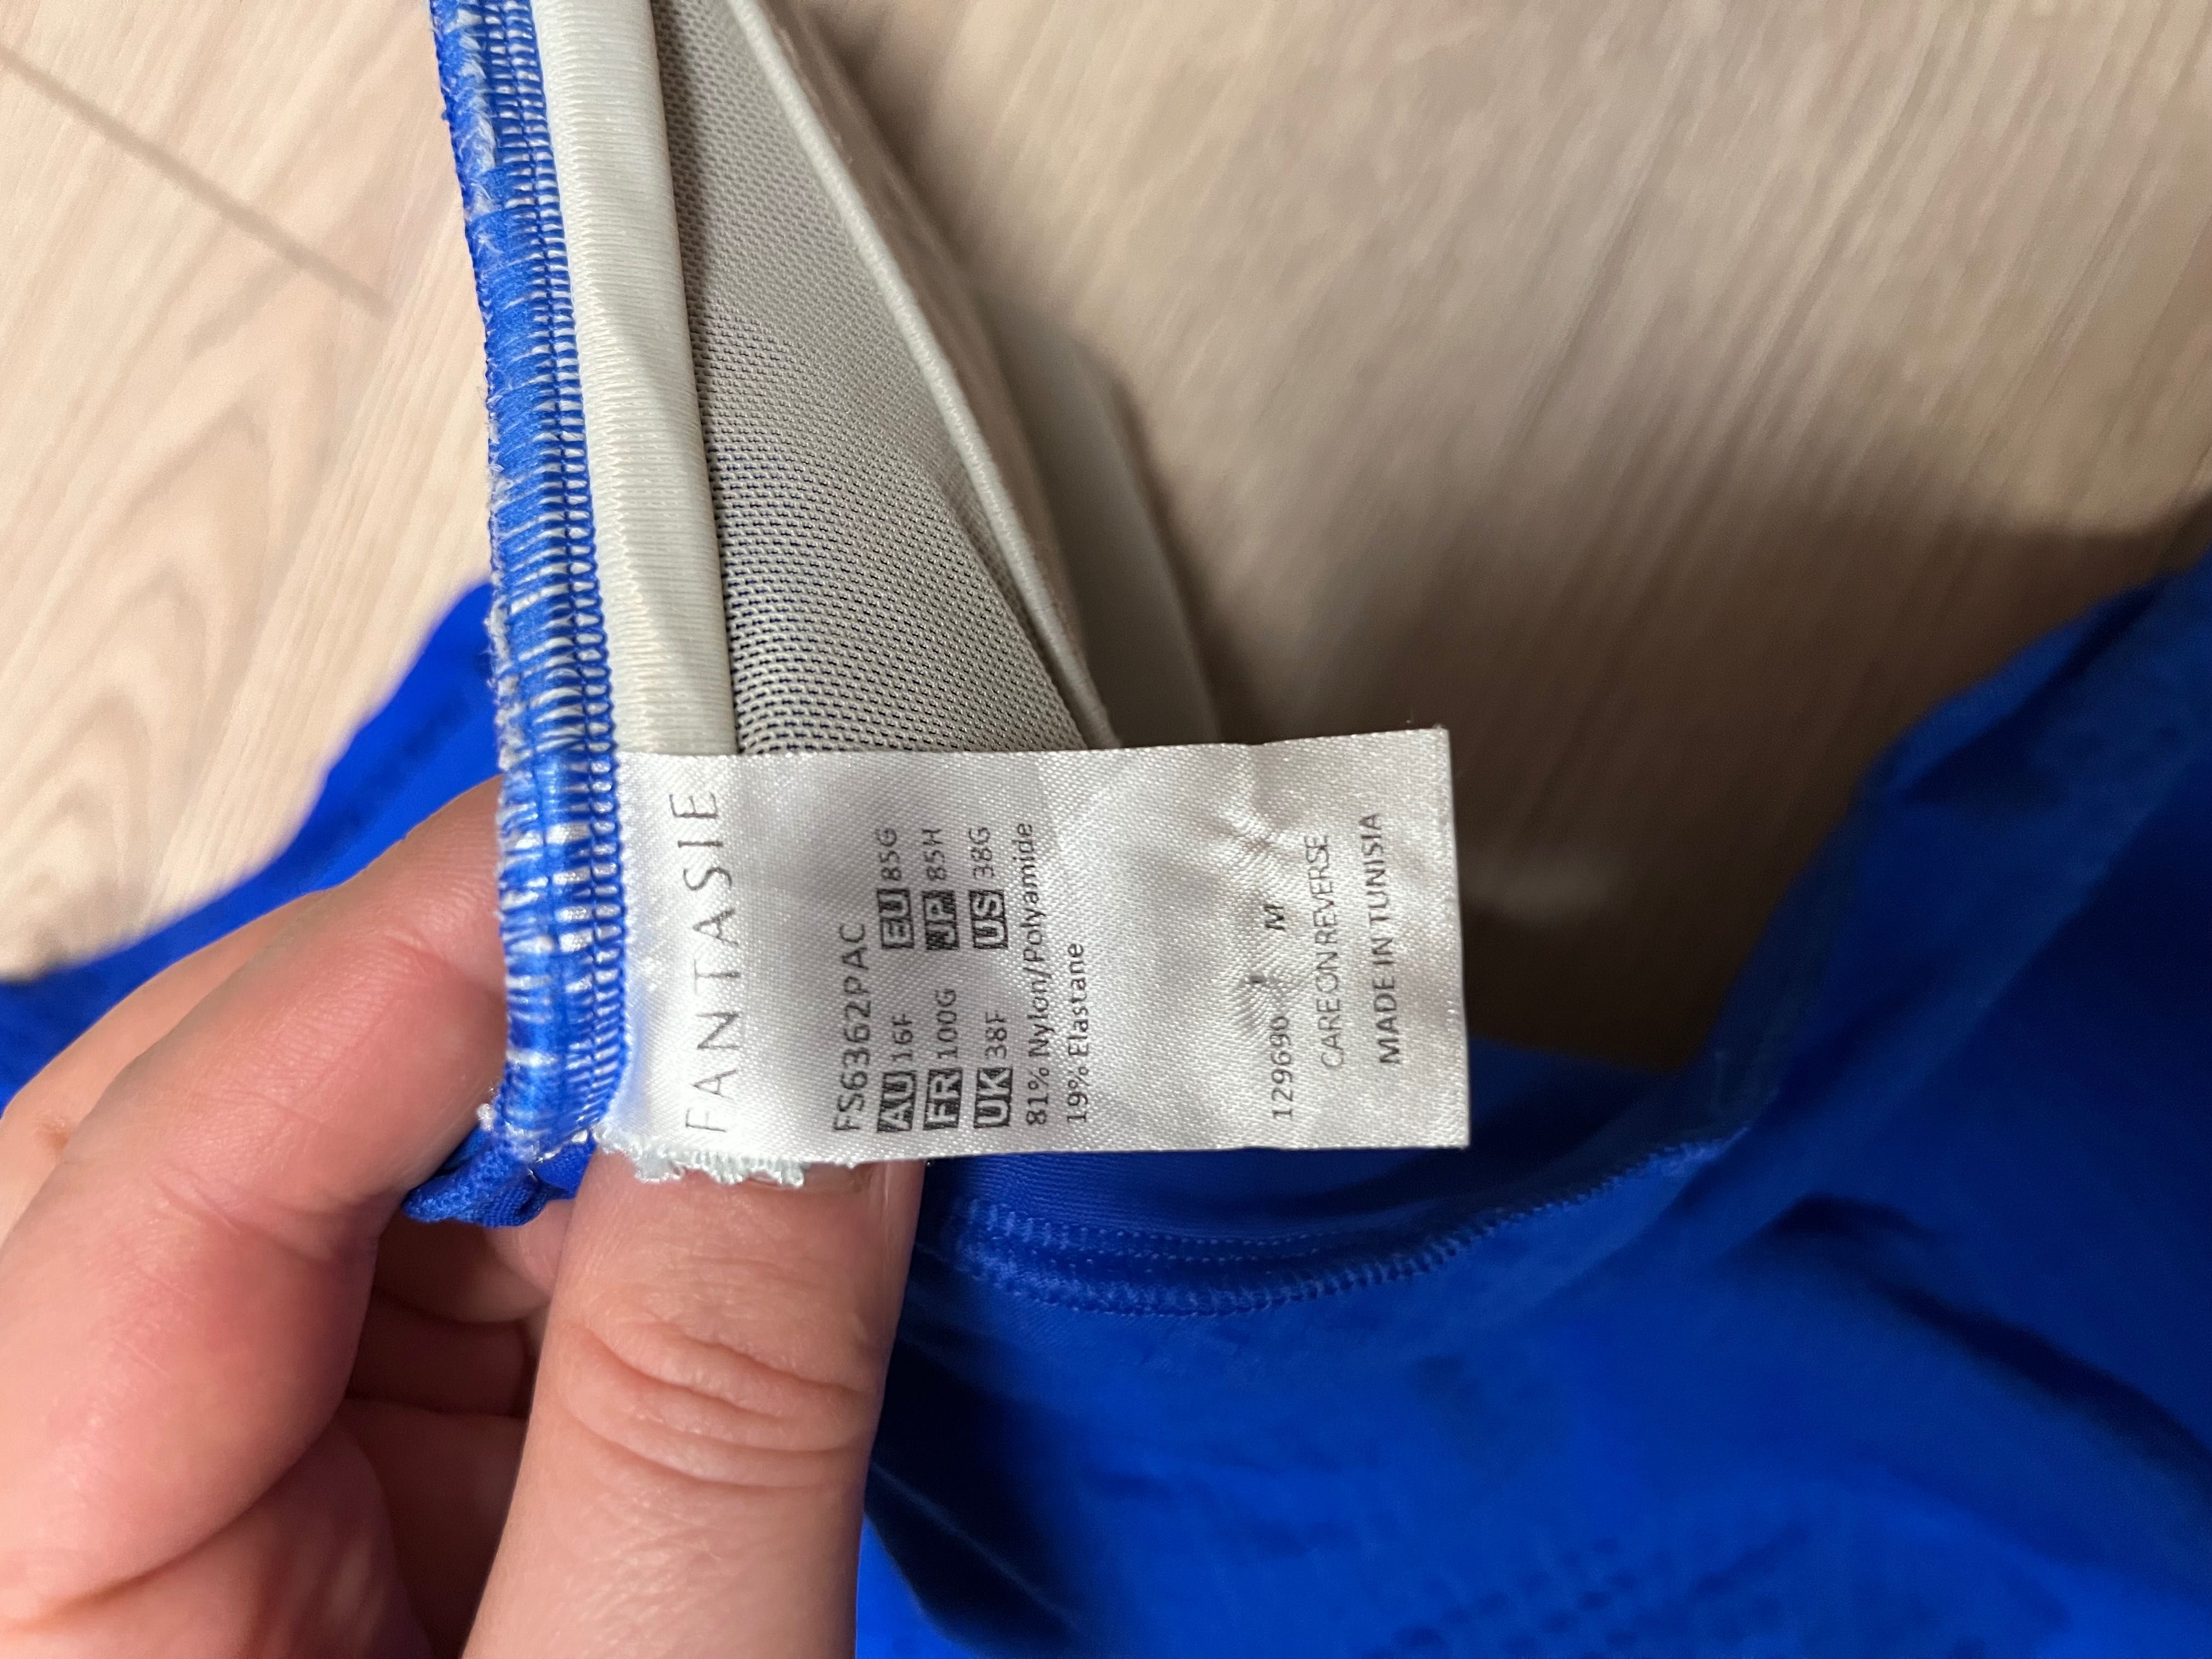 FANTASIE
FS6362PAC
AU 16F EU 85G
FR 100G JP 85H
UK 38F US 38G
81% Nylon/Polyamide
19% Elastane
129690 T M
CARE ON REVERSE
MADE IN TUNISIA